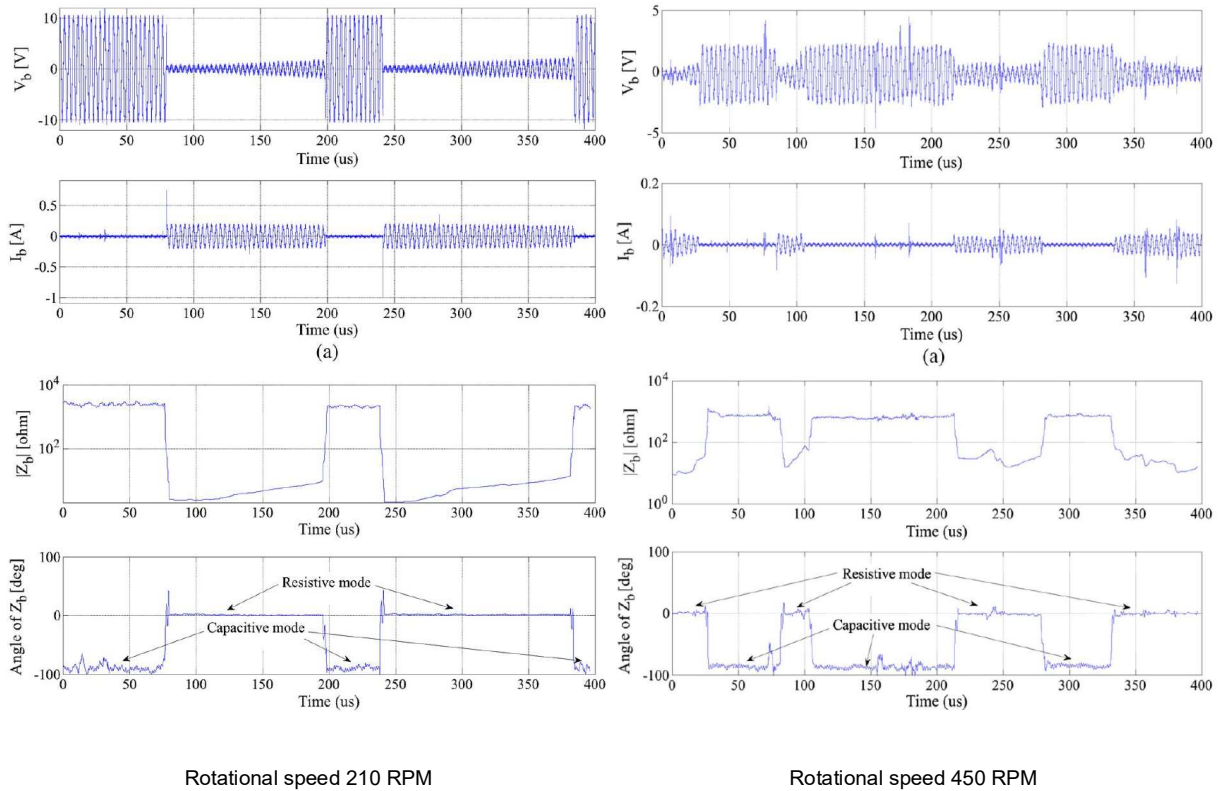 V_b [V]
10
0
-10
0 50 100 150 200 250 300 350 400
Time (us)
I_b [A]
0.5
0
-0.5
-1
0 50 100 150 200 250 300 350 400
Time (us)
(a)
|Z_b| [ohm]
10^4
10^2
0 50 100 150 200 250 300 350 400
Time (us)
Angle of Z_b [deg]
100
0
-100
Resistive mode
Capacitive mode
0 50 100 150 200 250 300 350 400
Time (us)
Rotational speed 210 RPM
V_b [V]
5
0
-5
0 50 100 150 200 250 300 350 400
Time (us)
I_b [A]
0.2
0
-0.2
0 50 100 150 200 250 300 350 400
Time (us)
(a)
|Z_b| [ohm]
10^4
10^2
10^0
0 50 100 150 200 250 300 350 400
Time (us)
Angle of Z_b [deg]
100
0
-100
Resistive mode
Capacitive mode
0 50 100 150 200 250 300 350 400
Time (us)
Rotational speed 450 RPM